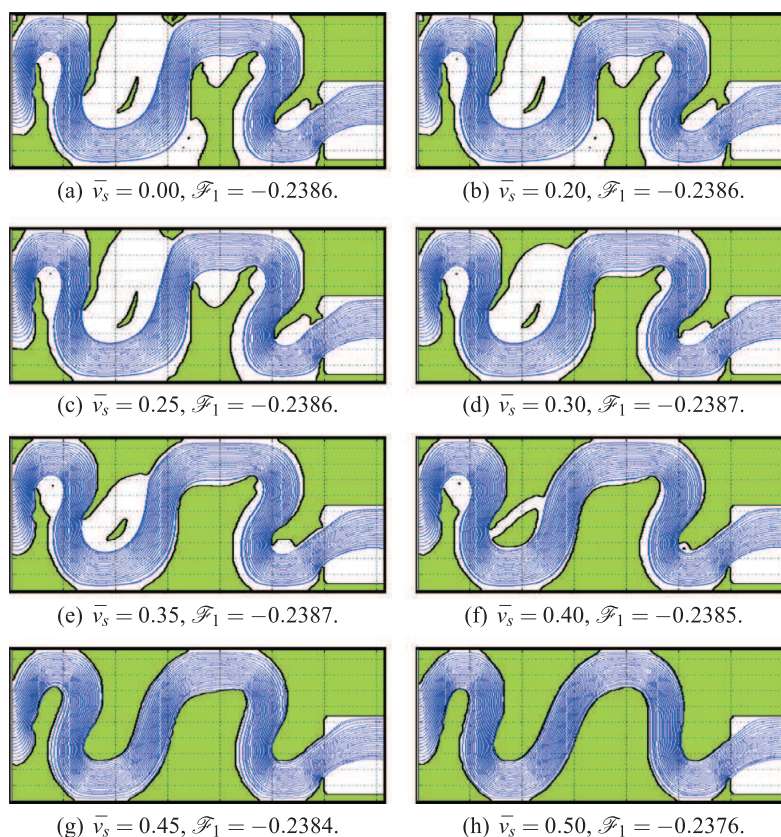 (a) v̅ₛ = 0.00, ℱ₁ = −0.2386.
(b) v̅ₛ = 0.20, ℱ₁ = −0.2386.
(c) v̅ₛ = 0.25, ℱ₁ = −0.2386.
(d) v̅ₛ = 0.30, ℱ₁ = −0.2387.
(e) v̅ₛ = 0.35, ℱ₁ = −0.2387.
(f) v̅ₛ = 0.40, ℱ₁ = −0.2385.
(g) v̅ₛ = 0.45, ℱ₁ = −0.2384.
(h) v̅ₛ = 0.50, ℱ₁ = −0.2376.